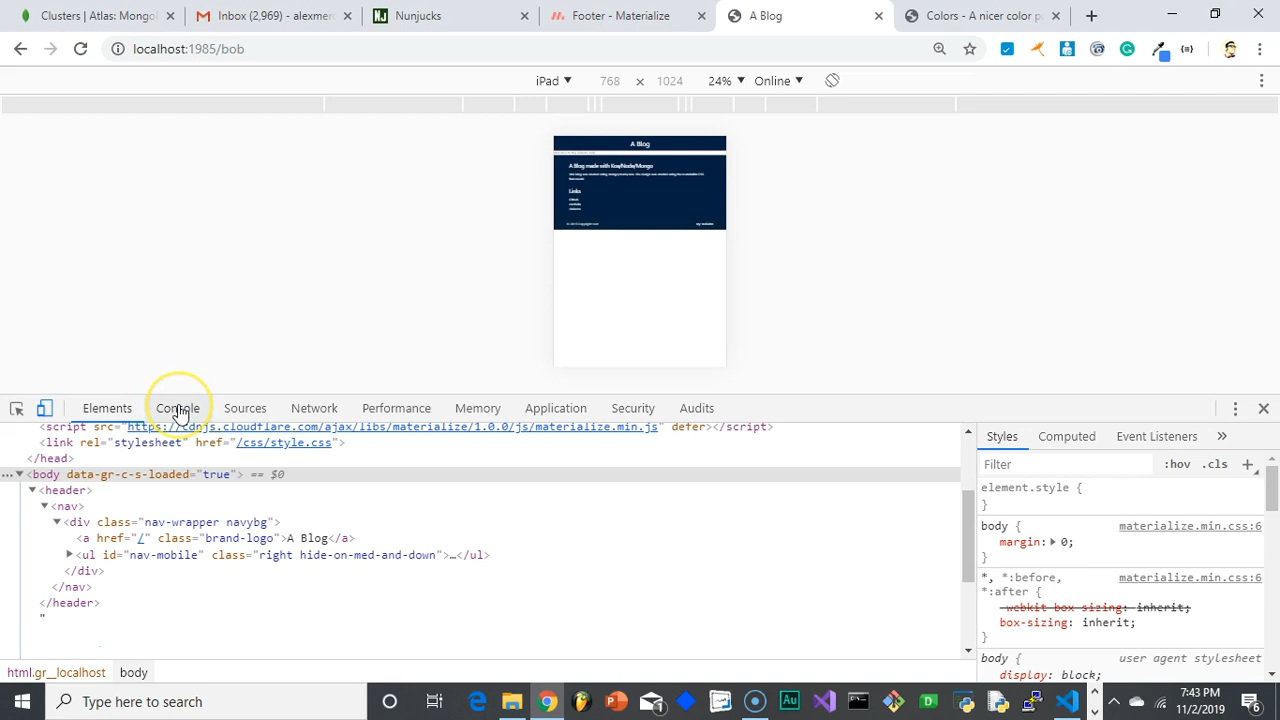 Clusters | Atlas: Mongo
Inbox (2,969) - alexmer
Nunjucks
Footer - Materialize
A Blog
Colors - A nicer color p
localhost:1985/bob
iPad
768 × 1024
24%
Online
A Blog
A Blog made with Koa/Node/Mongo
Links
Elements
Console
Sources
Network
Performance
Memory
Application
Security
Audits
<script src="https://cdnjs.cloudflare.com/ajax/libs/materialize/1.0.0/js/materialize.min.js" defer></script>
<link rel="stylesheet" href="/css/style.css">
</head>
<body data-gr-c-s-loaded="true"> == $0
<header>
<nav>
<div class="nav-wrapper navybg">
<a href="/" class="brand-logo">A Blog</a>
<ul id="nav-mobile" class="right hide-on-med-and-down">…</ul>
</div>
</nav>
</header>
"
html.gr__localhost body
Styles
Computed
Event Listeners
Filter
:hov .cls
element.style {
}
body { materialize.min.css:6
margin: 0;
}
*, *:before, materialize.min.css:6
*:after {
-webkit-box-sizing: inherit;
box-sizing: inherit;
}
body { user agent stylesheet
display: block;
Type here to search
7:43 PM
11/2/2019